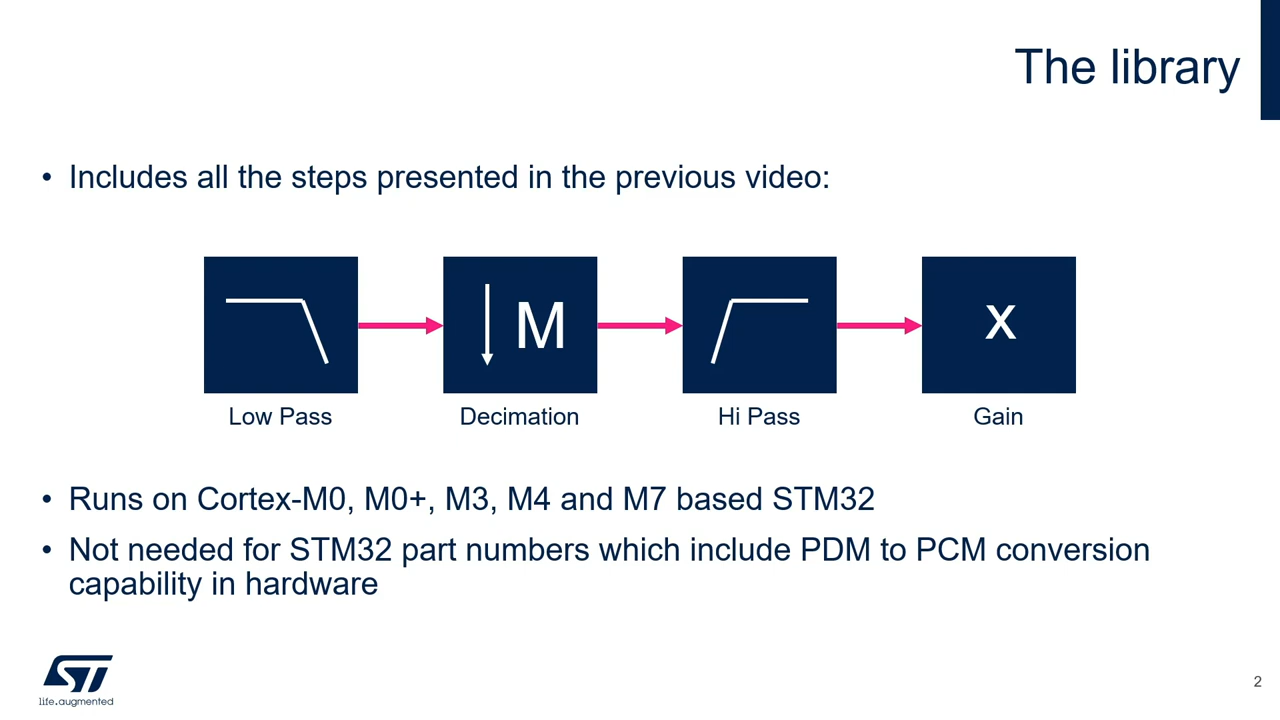 The library
• Includes all the steps presented in the previous video:
M
x
Low Pass
Decimation
Hi Pass
Gain
• Runs on Cortex-M0, M0+, M3, M4 and M7 based STM32
• Not needed for STM32 part numbers which include PDM to PCM conversion
capability in hardware
ST
life.augmented
2